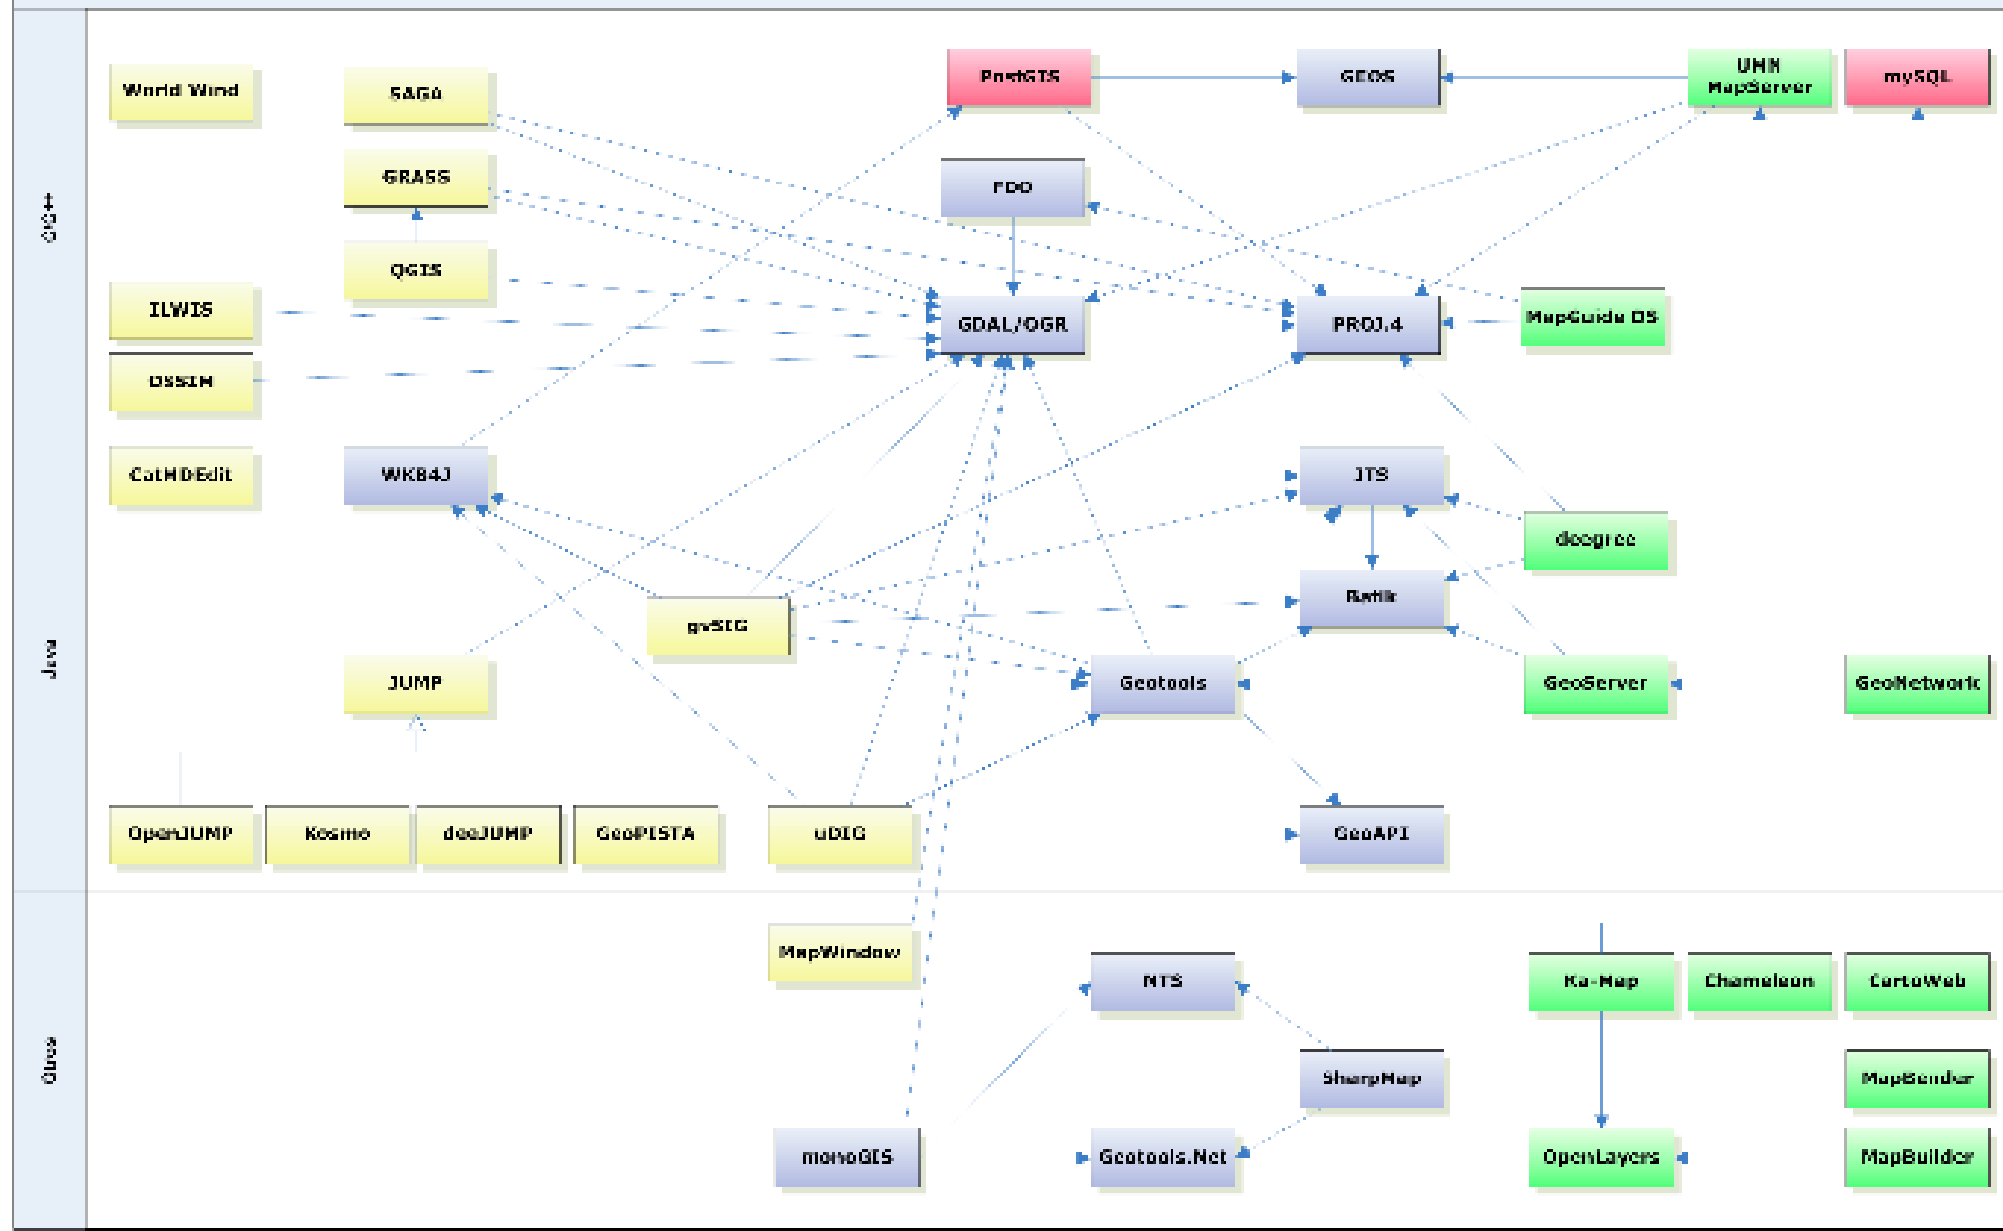 World Wind
SAGA
PostGIS
GEOS
UMN
MapServer
mySQL
C/C++
GRASS
FDO
QGIS
ILWIS
GDAL/OGR
PROJ.4
MapGuide OS
OSSIM
CatMDEdit
WKB4J
JTS
deegree
Batik
gvSIG
Java
JUMP
Geotools
GeoServer
GeoNetwork
OpenJUMP
Kosmo
deeJUMP
GeoPISTA
uDIG
GeoAPI
MapWindow
NTS
Ka-Map
Chameleon
CartoWeb
SharpMap
MapBender
monoGIS
Geotools.Net
OpenLayers
MapBuilder